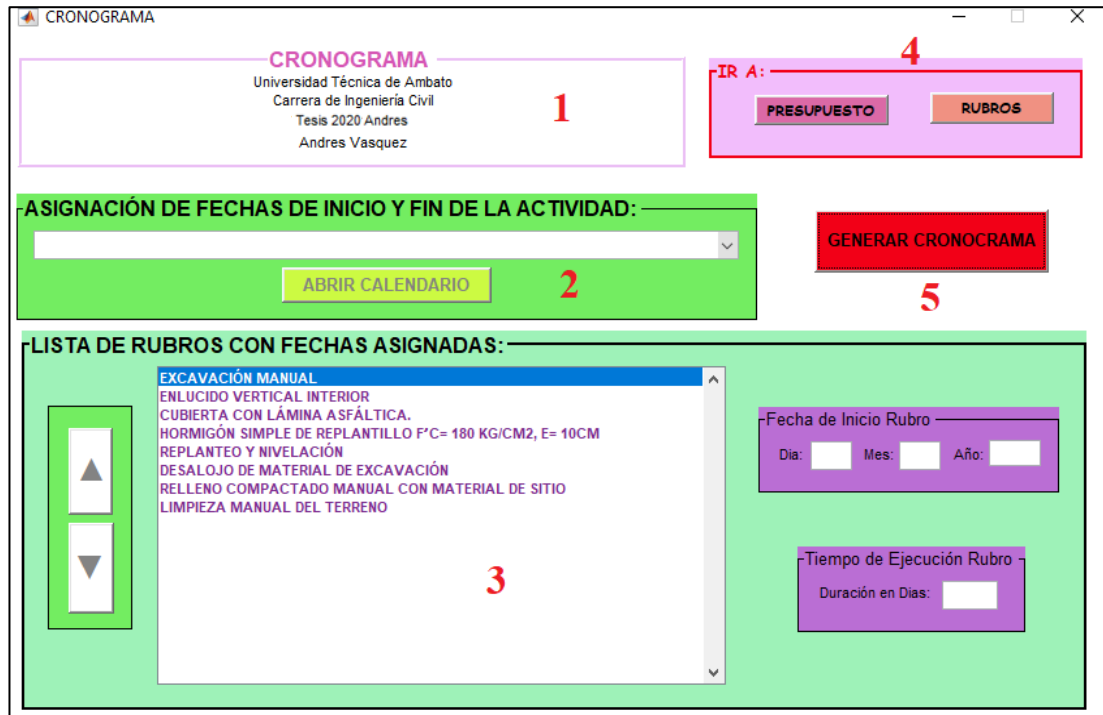 CRONOGRAMA
CRONOGRAMA
Universidad Técnica de Ambato
Carrera de Ingeniería Civil
Tesis 2020 Andres
Andres Vasquez
1
4
IR A:
PRESUPUESTO
RUBROS
ASIGNACIÓN DE FECHAS DE INICIO Y FIN DE LA ACTIVIDAD:
ABRIR CALENDARIO
2
GENERAR CRONOCRAMA
5
LISTA DE RUBROS CON FECHAS ASIGNADAS:
EXCAVACIÓN MANUAL
ENLUCIDO VERTICAL INTERIOR
CUBIERTA CON LÁMINA ASFÁLTICA.
HORMIGÓN SIMPLE DE REPLANTILLO F'C= 180 KG/CM2, E= 10CM
REPLANTEO Y NIVELACIÓN
DESALOJO DE MATERIAL DE EXCAVACIÓN
RELLENO COMPACTADO MANUAL CON MATERIAL DE SITIO
LIMPIEZA MANUAL DEL TERRENO
3
Fecha de Inicio Rubro
Dia: Mes: Año:
Tiempo de Ejecución Rubro
Duración en Dias: